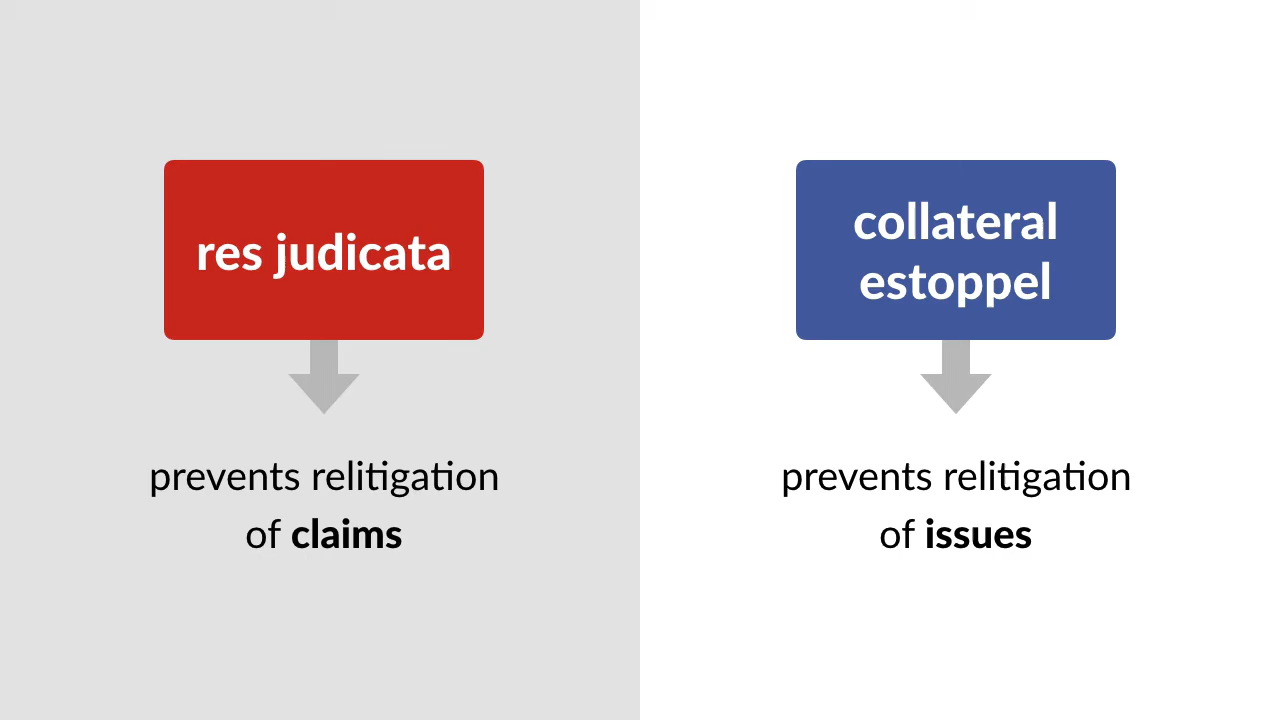 res judicata
prevents relitigation
of claims
collateral
estoppel
prevents relitigation
of issues